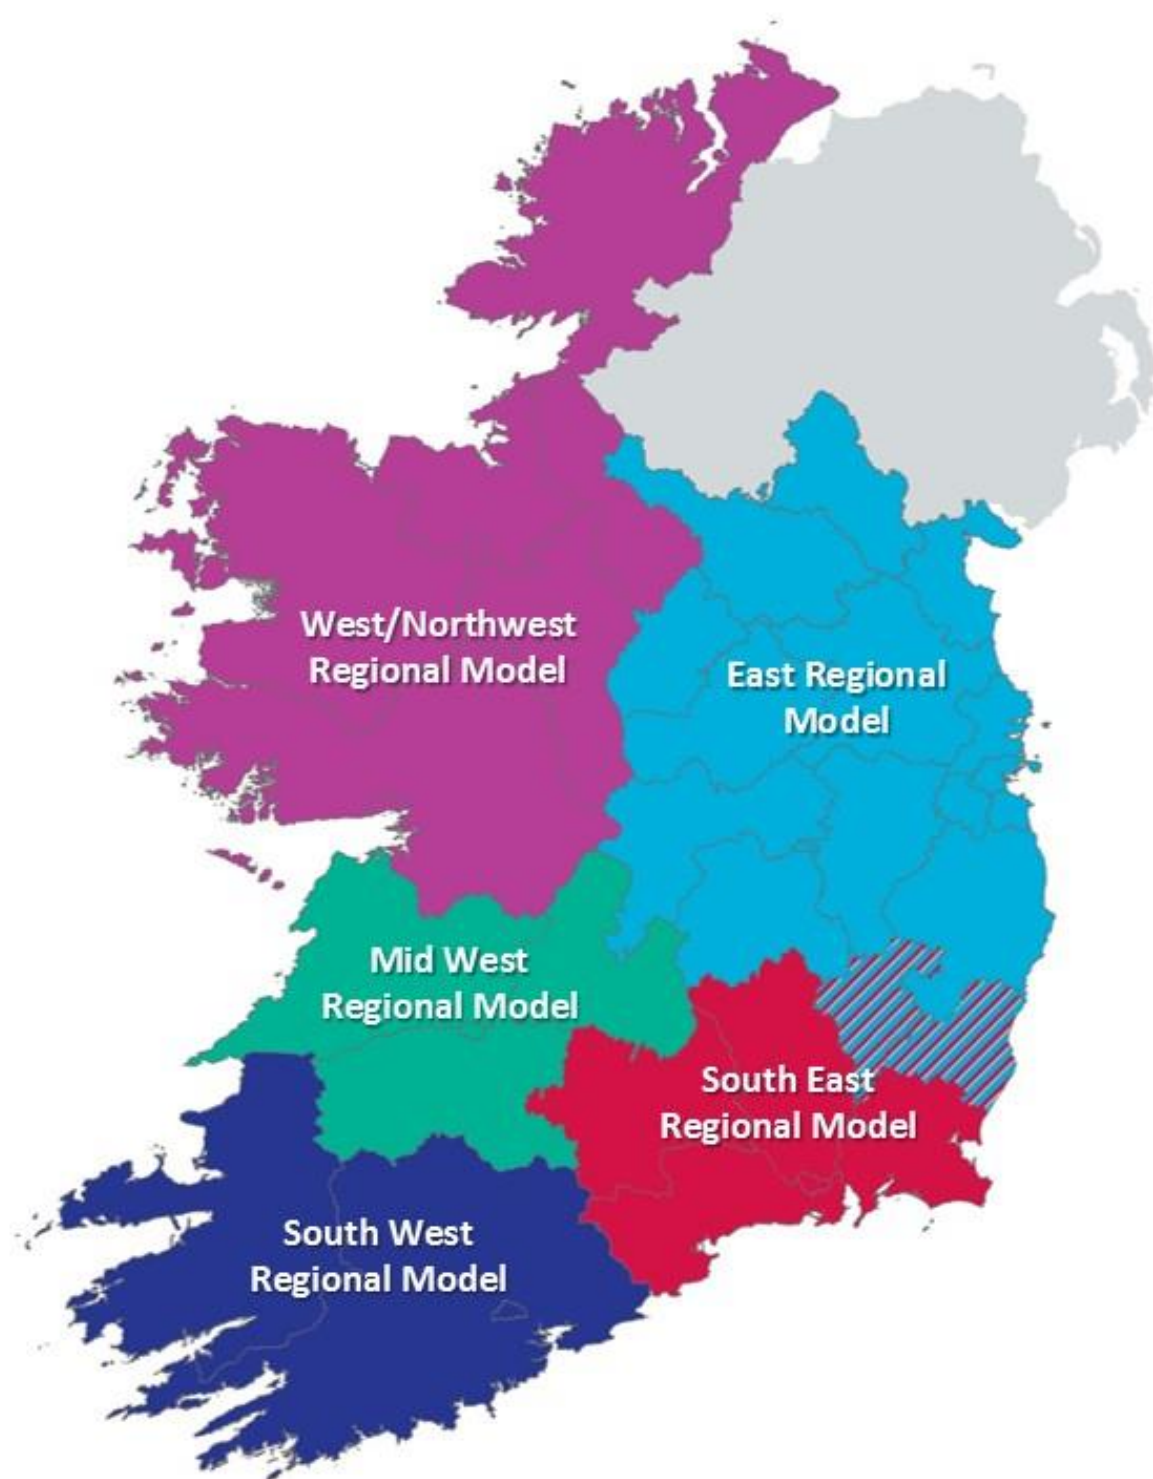 West/Northwest
Regional Model
East Regional
Model
Mid West
Regional Model
South East
Regional Model
South West
Regional Model